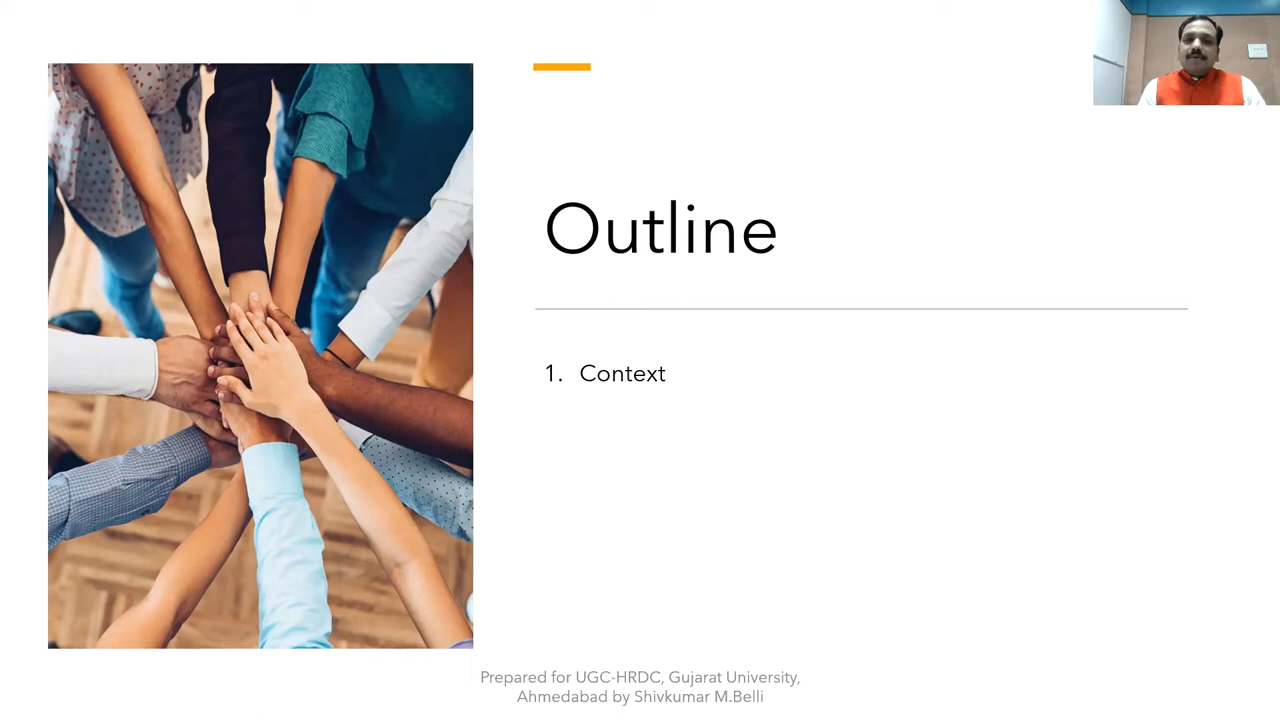 Outline
1. Context
Prepared for UGC-HRDC, Gujarat University,
Ahmedabad by Shivkumar M.Belli